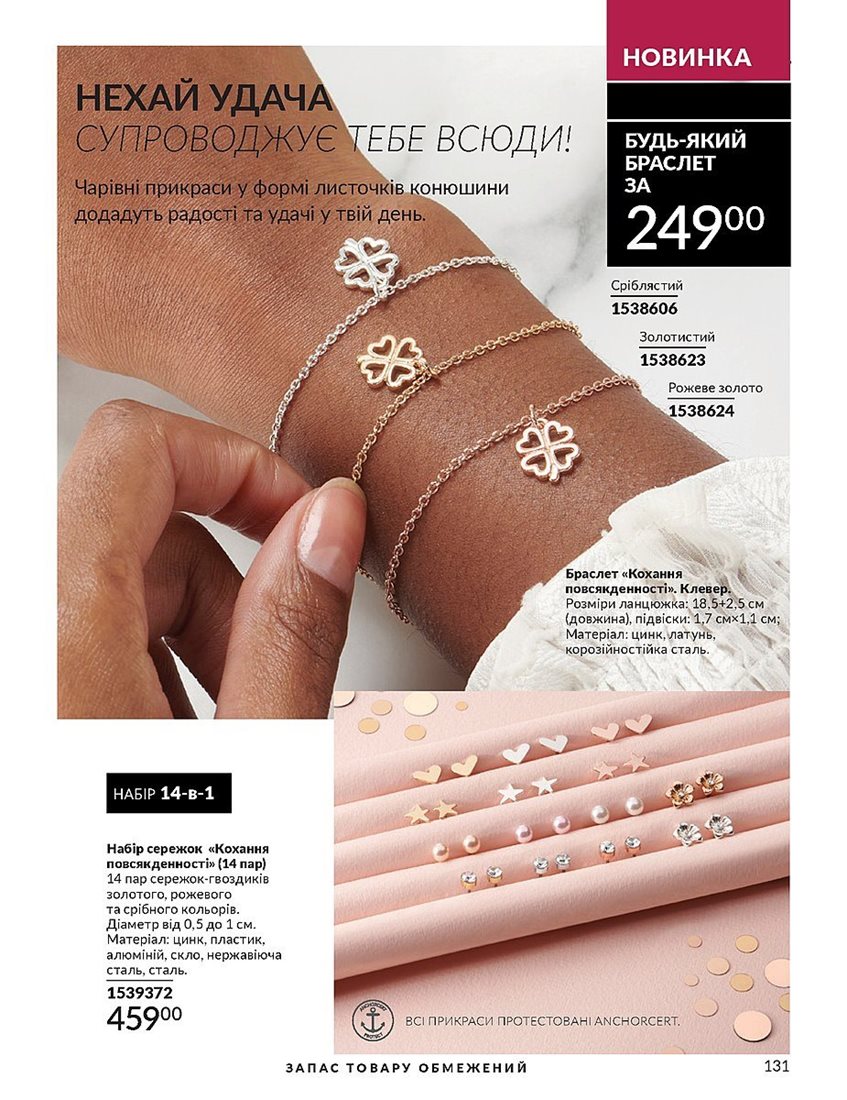 НОВИНКА
НЕХАЙ УДАЧА
СУПРОВОДЖУЄ ТЕБЕ ВСЮДИ!
Чарівні прикраси у формі листочків конюшини
додадуть радості та удачі у твій день.
БУДЬ-ЯКИЙ
БРАСЛЕТ
ЗА
249⁰⁰
Сріблястий
1538606
Золотистий
1538623
Рожеве золото
1538624
Браслет «Кохання
повсякденності». Клевер.
Розміри ланцюжка: 18,5+2,5 см
(довжина), підвіски: 1,7 см×1,1 см;
Матеріал: цинк, латунь,
корозійностійка сталь.
НАБІР 14-в-1
Набір сережок «Кохання
повсякденності» (14 пар)
14 пар сережок-гвоздиків
золотого, рожевого
та срібного кольорів.
Діаметр від 0,5 до 1 см.
Матеріал: цинк, пластик,
алюміній, скло, нержавіюча
сталь, сталь.
1539372
459⁰⁰
ANCHORCERT
PROTECT
ВСІ ПРИКРАСИ ПРОТЕСТОВАНІ ANCHORCERT.
ЗАПАС ТОВАРУ ОБМЕЖЕНИЙ
131